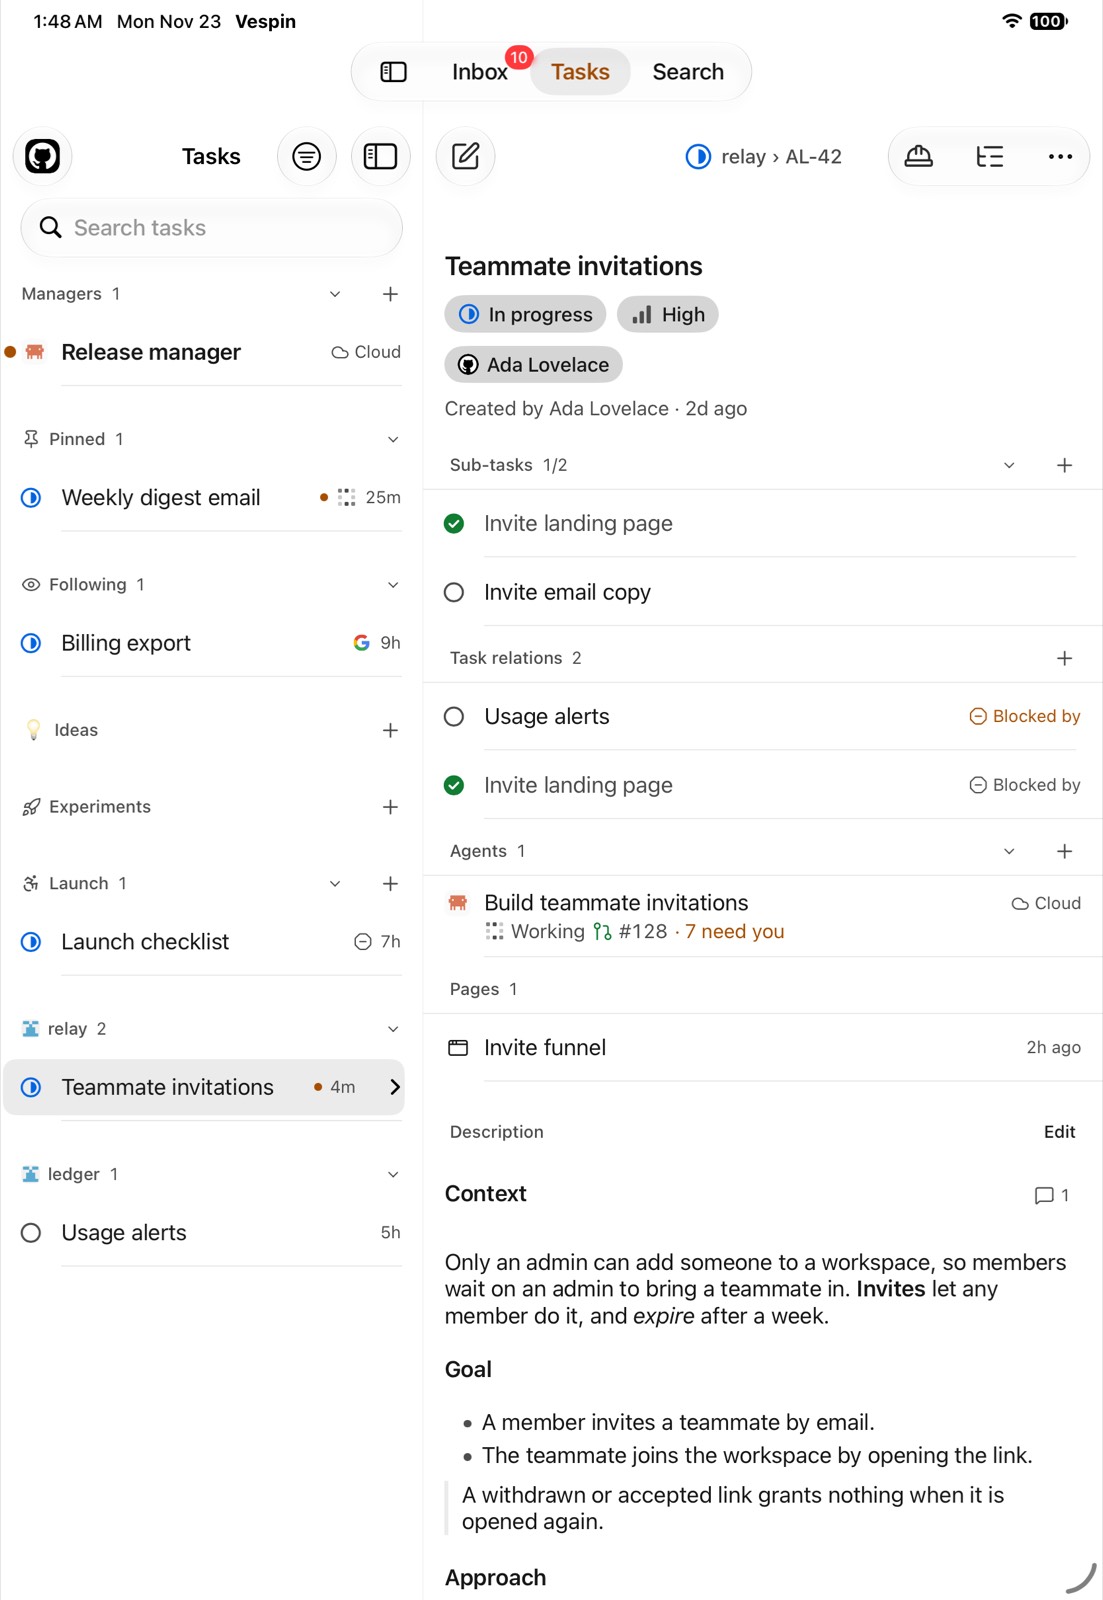 1:48 AM Mon Nov 23 Vespin
100
Inbox 10 Tasks Search
Tasks
relay › AL-42
Search tasks
Managers 1
Release manager Cloud
Pinned 1
Weekly digest email 25m
Following 1
Billing export 9h
Ideas
Experiments
Launch 1
Launch checklist 7h
relay 2
Teammate invitations 4m
ledger 1
Usage alerts 5h
Teammate invitations
In progress High
Ada Lovelace
Created by Ada Lovelace · 2d ago
Sub-tasks 1/2
Invite landing page
Invite email copy
Task relations 2
Usage alerts Blocked by
Invite landing page Blocked by
Agents 1
Build teammate invitations Cloud
Working #128 · 7 need you
Pages 1
Invite funnel 2h ago
Description Edit
Context 1
Only an admin can add someone to a workspace, so members
wait on an admin to bring a teammate in. Invites let any
member do it, and expire after a week.
Goal
• A member invites a teammate by email.
• The teammate joins the workspace by opening the link.
A withdrawn or accepted link grants nothing when it is
opened again.
Approach